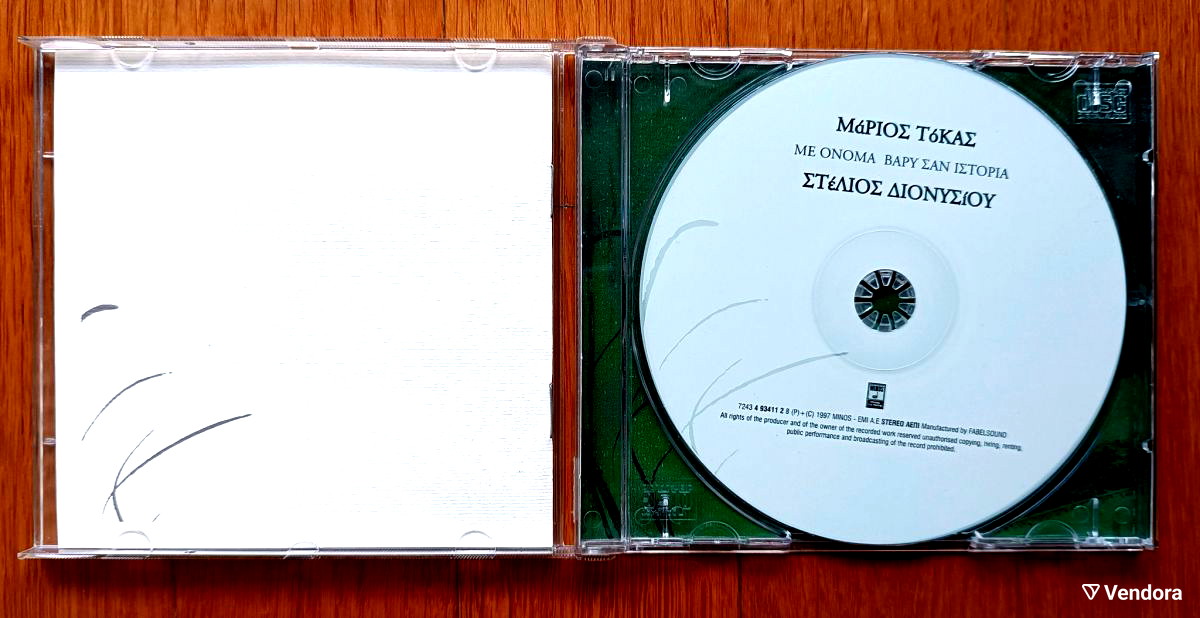 ΜάΡΙΟΣ ΤόΚΑΣ
ΜΕ ΟΝΟΜΑ ΒΑΡΥ ΣΑΝ ΙΣΤΟΡΙΑ
ΣΤέΛΙΟΣ ΔΙΟΝΥΣίΟΥ
MINOS
7243 4 93411 2 8 (P) + (C) 1997 MINOS - EMI A.E STEREO ΑΕΠΙ Manufactured by FABELSOUND
All rights of the producer and of the owner of the recorded work reserved unauthorised copying, hiring, renting,
public performance and broadcasting of the record prohibited.
disc
Vendora